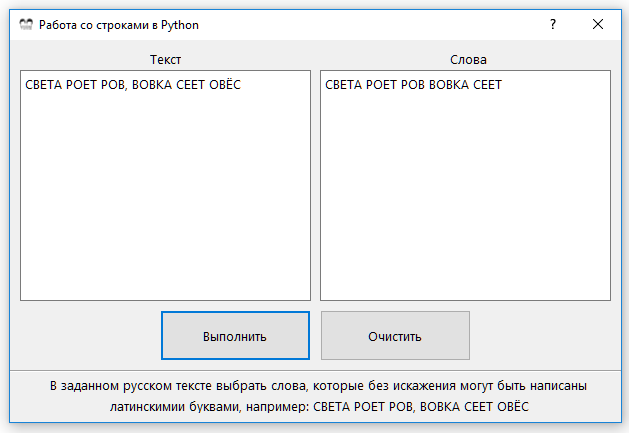 Работа со строками в Python
?
Текст
Слова
СВЕТА РОЕТ РОВ, ВОВКА СЕЕТ ОВЁС
СВЕТА РОЕТ РОВ ВОВКА СЕЕТ
Выполнить
Очистить
В заданном русском тексте выбрать слова, которые без искажения могут быть написаны
латинскимии буквами, например: СВЕТА РОЕТ РОВ, ВОВКА СЕЕТ ОВЁС